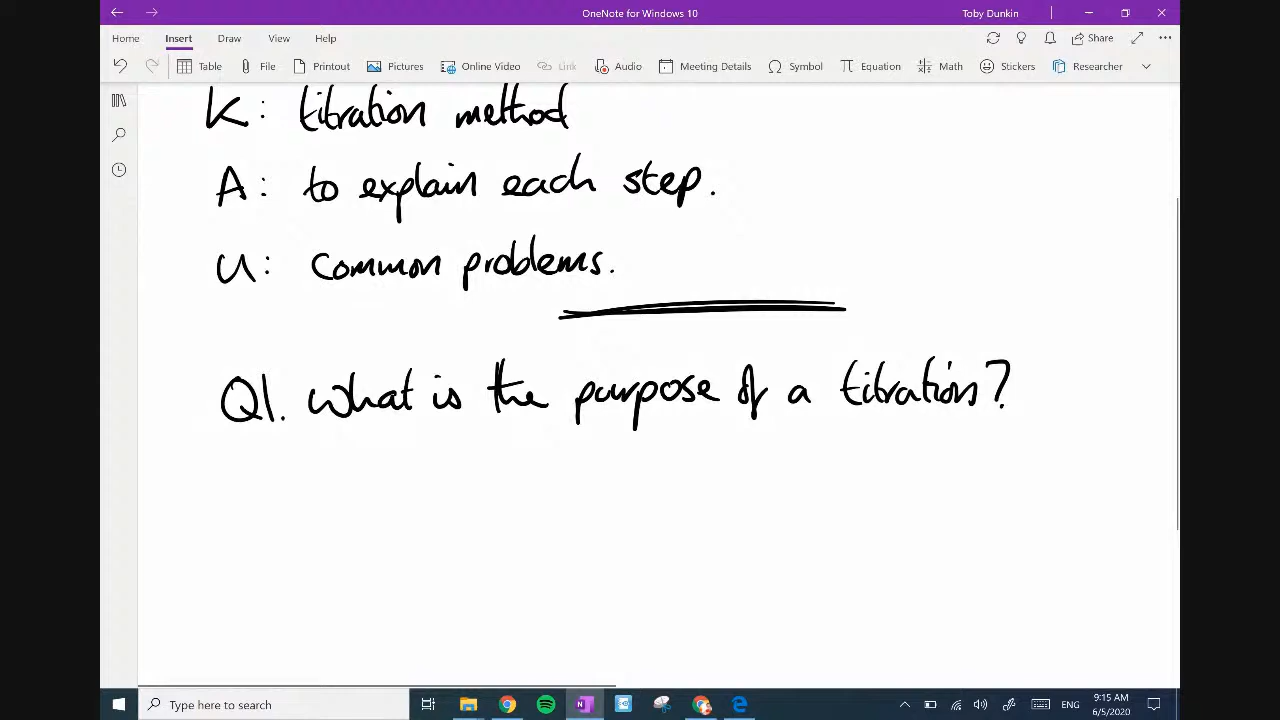 OneNote for Windows 10
Toby Dunkin
Home Insert Draw View Help
Share
Table File Printout Pictures Online Video Link Audio Meeting Details Symbol Equation Math Stickers Researcher
K: titration method
A: to explain each step.
U: common problems.
Q1. What is the purpose of a titration?
Type here to search
ENG
9:15 AM
6/5/2020